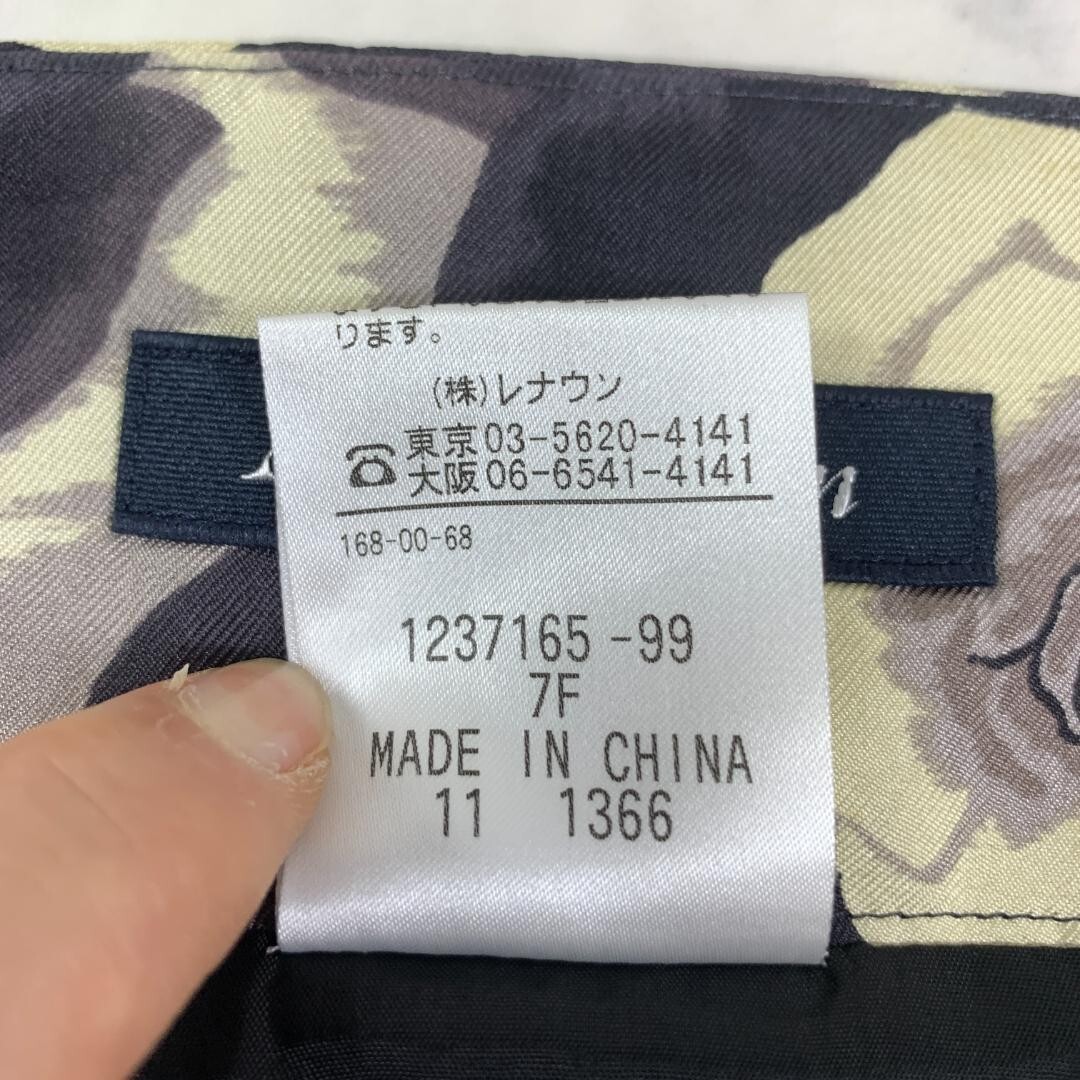 ります。
(株)レナウン
☎東京03-5620-4141
大阪06-6541-4141
168-00-68
1237165-99
7F
MADE IN CHINA
11 1366